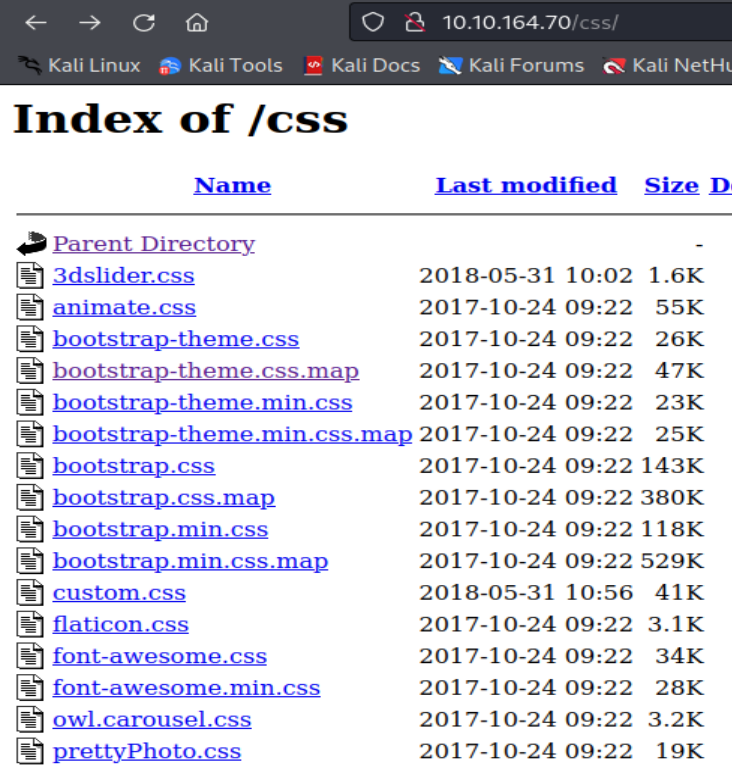 10.10.164.70/css/
Kali Linux Kali Tools Kali Docs Kali Forums Kali NetHu
Index of /css
Name Last modified Size De
Parent Directory -
3dslider.css 2018-05-31 10:02 1.6K
animate.css 2017-10-24 09:22 55K
bootstrap-theme.css 2017-10-24 09:22 26K
bootstrap-theme.css.map 2017-10-24 09:22 47K
bootstrap-theme.min.css 2017-10-24 09:22 23K
bootstrap-theme.min.css.map 2017-10-24 09:22 25K
bootstrap.css 2017-10-24 09:22 143K
bootstrap.css.map 2017-10-24 09:22 380K
bootstrap.min.css 2017-10-24 09:22 118K
bootstrap.min.css.map 2017-10-24 09:22 529K
custom.css 2018-05-31 10:56 41K
flaticon.css 2017-10-24 09:22 3.1K
font-awesome.css 2017-10-24 09:22 34K
font-awesome.min.css 2017-10-24 09:22 28K
owl.carousel.css 2017-10-24 09:22 3.2K
prettyPhoto.css 2017-10-24 09:22 19K